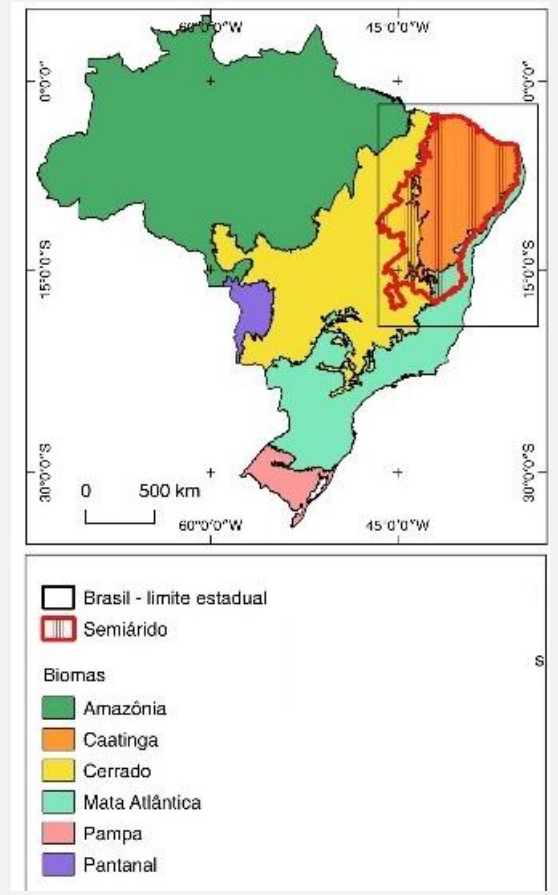 60°0'0"W 45°0'0"W
0°0'0" 0°0'0"
15°0'0"S 15°0'0"S
30°0'0"S 30°0'0"S
0 500 km
60°0'0"W 45°0'0"W
Brasil - limite estadual
Semiárido
s
Biomas
Amazônia
Caatinga
Cerrado
Mata Atlântica
Pampa
Pantanal